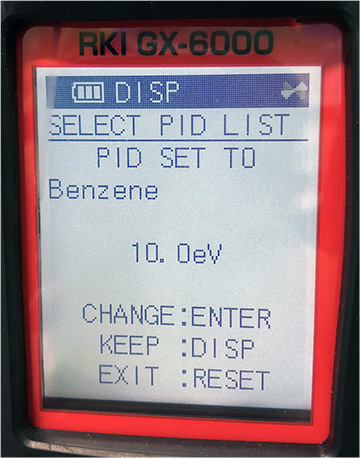 RKI GX-6000
DISP
SELECT PID LIST
PID SET TO
Benzene
10.0eV
CHANGE:ENTER
KEEP :DISP
EXIT :RESET